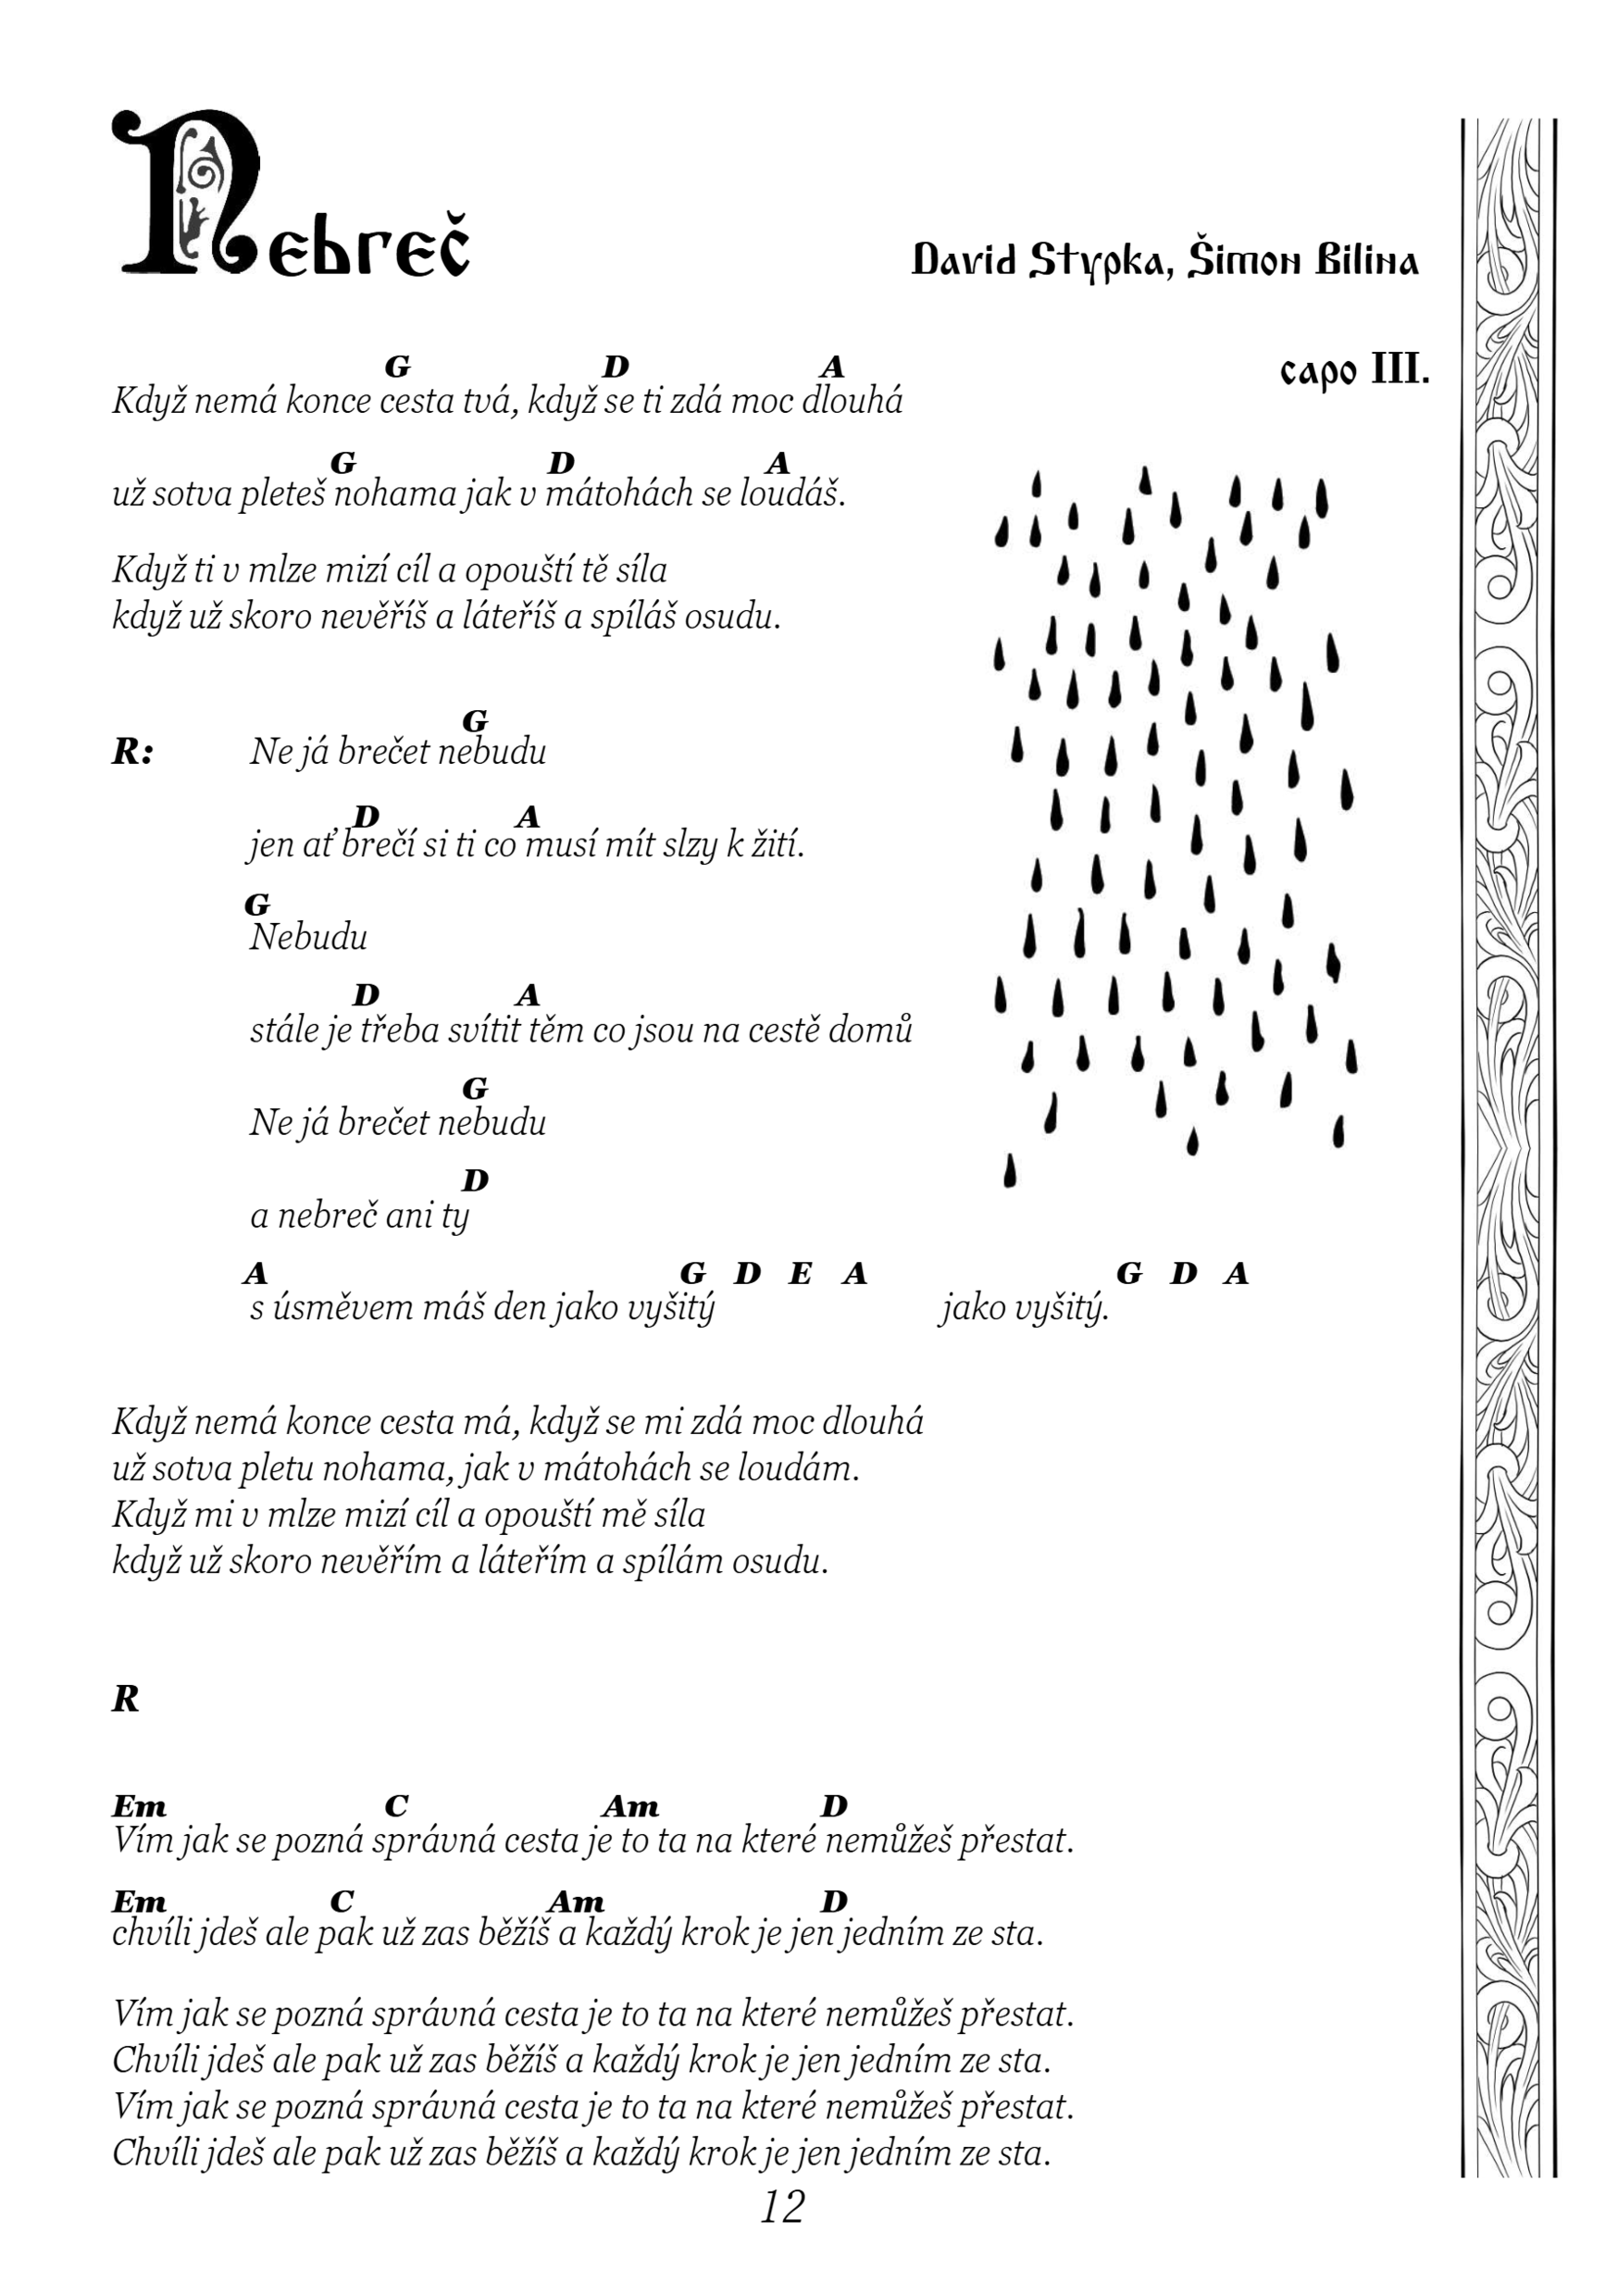 Nebreč
David Stypka, Šimon Bilina
capo III.
G D A
Když nemá konce cesta tvá, když se ti zdá moc dlouhá
G D A
už sotva pleteš nohama jak v mátohách se loudáš.
Když ti v mlze mizí cíl a opouští tě síla
když už skoro nevěříš a láteříš a spíláš osudu.
G
R: Ne já brečet nebudu
D A
jen ať brečí si ti co musí mít slzy k žití.
G
Nebudu
D A
stále je třeba svítit těm co jsou na cestě domů
G
Ne já brečet nebudu
D
a nebreč ani ty
A G D E A G D A
s úsměvem máš den jako vyšitý jako vyšitý.
Když nemá konce cesta má, když se mi zdá moc dlouhá
už sotva pletu nohama, jak v mátohách se loudám.
Když mi v mlze mizí cíl a opouští mě síla
když už skoro nevěřím a láteřím a spílám osudu.
R
Em C Am D
Vím jak se pozná správná cesta je to ta na které nemůžeš přestat.
Em C Am D
chvíli jdeš ale pak už zas běžíš a každý krok je jen jedním ze sta.
Vím jak se pozná správná cesta je to ta na které nemůžeš přestat.
Chvíli jdeš ale pak už zas běžíš a každý krok je jen jedním ze sta.
Vím jak se pozná správná cesta je to ta na které nemůžeš přestat.
Chvíli jdeš ale pak už zas běžíš a každý krok je jen jedním ze sta.
12